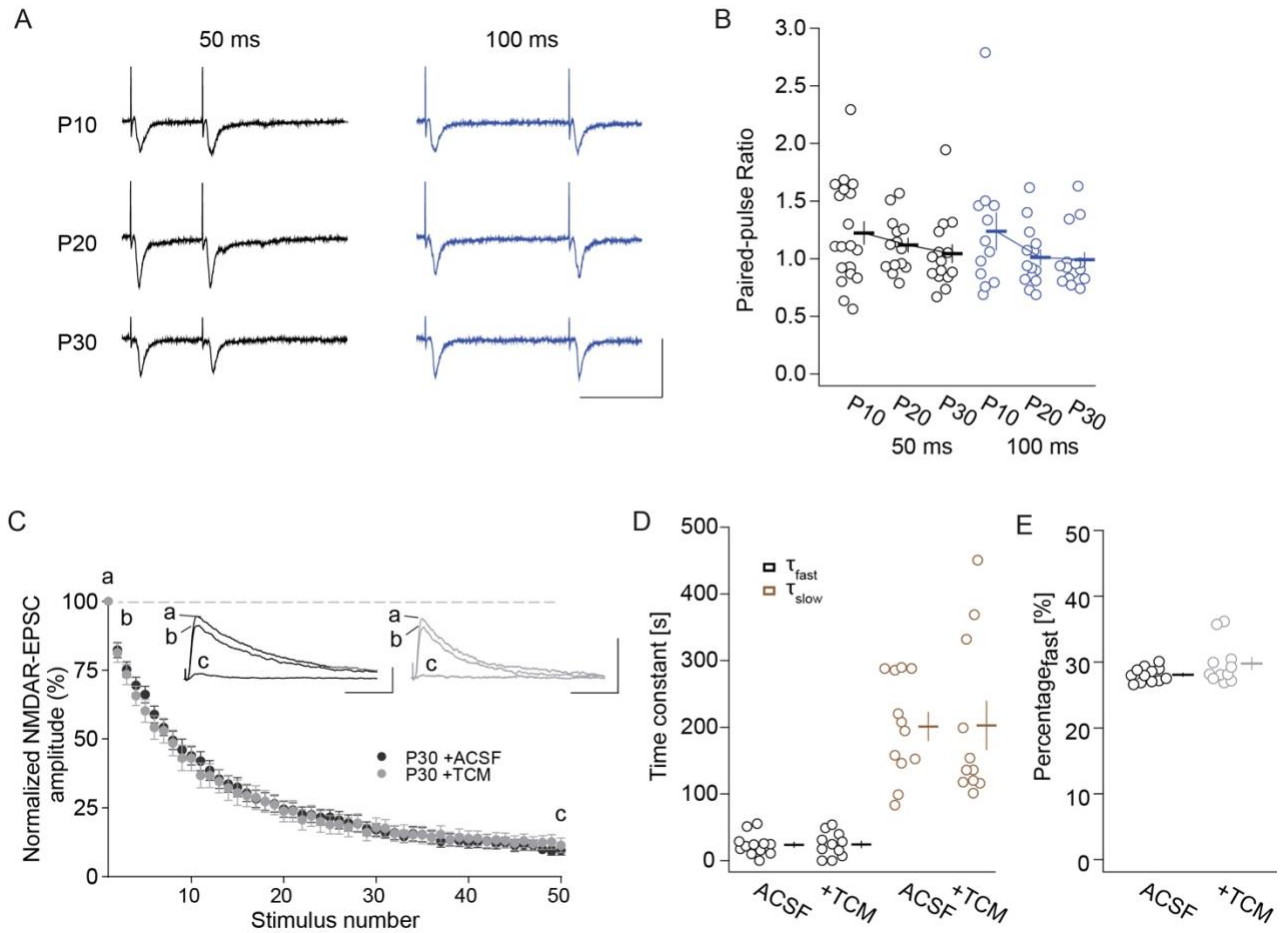 A
50 ms
100 ms
P10
P20
P30
B
Paired-pulse Ratio
3.0
2.5
2.0
1.5
1.0
0.5
0.0
P10
P20
P30
P10
P20
P30
50 ms
100 ms
C
Normalized NMDAR-EPSC
amplitude (%)
100
75
50
25
0
a
b
c
a
b
c
a
b
c
P30 +ACSF
P30 +TCM
10
20
30
40
50
Stimulus number
D
Time constant [s]
500
400
300
200
100
0
τfast
τslow
ACSF
+TCM
ACSF
+TCM
E
Percentagefast [%]
50
40
30
20
10
0
ACSF
+TCM